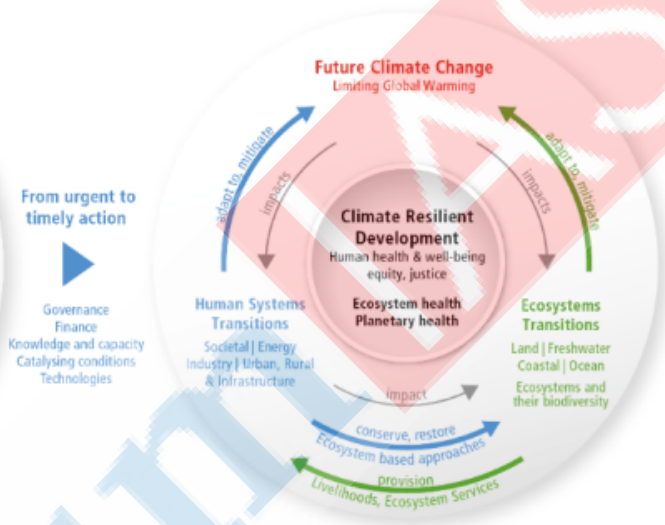 Future Climate Change
Limiting Global Warming
adapt to, mitigate
impacts
impacts
adapt to, mitigate
From urgent to
timely action
Governance
Finance
Knowledge and capacity
Catalysing conditions
Technologies
Climate Resilient
Development
Human health & well-being
equity, justice
Ecosystem health
Planetary health
Human Systems
Transitions
Societal | Energy
Industry | Urban, Rural
& Infrastructure
Ecosystems
Transitions
Land | Freshwater
Coastal | Ocean
Ecosystems and
their biodiversity
impact
conserve, restore
Ecosystem based approaches
provision
Livelihoods, Ecosystem Services